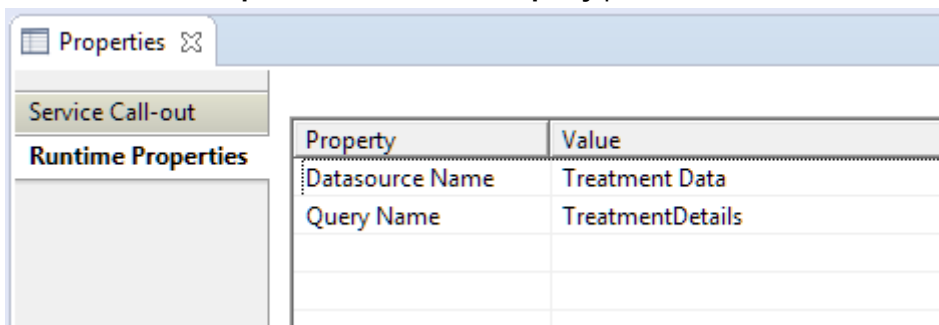 Properties
Service Call-out
Runtime Properties
Property Value
Datasource Name Treatment Data
Query Name TreatmentDetails